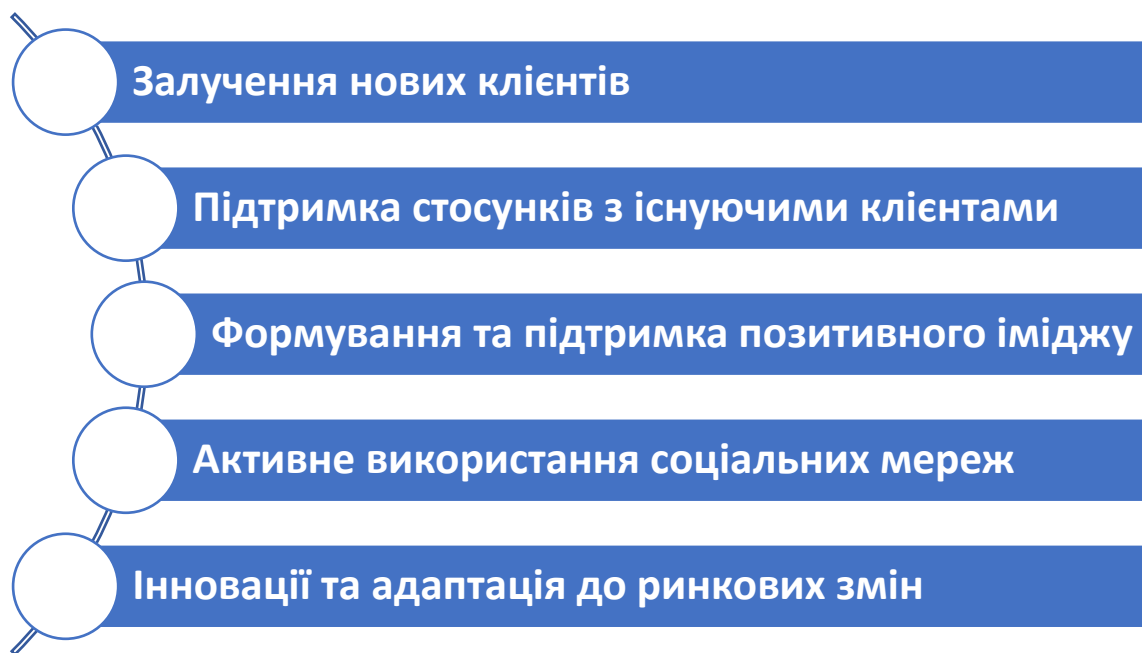 Залучення нових клієнтів
Підтримка стосунків з існуючими клієнтами
Формування та підтримка позитивного іміджу
Активне використання соціальних мереж
Інновації та адаптація до ринкових змін